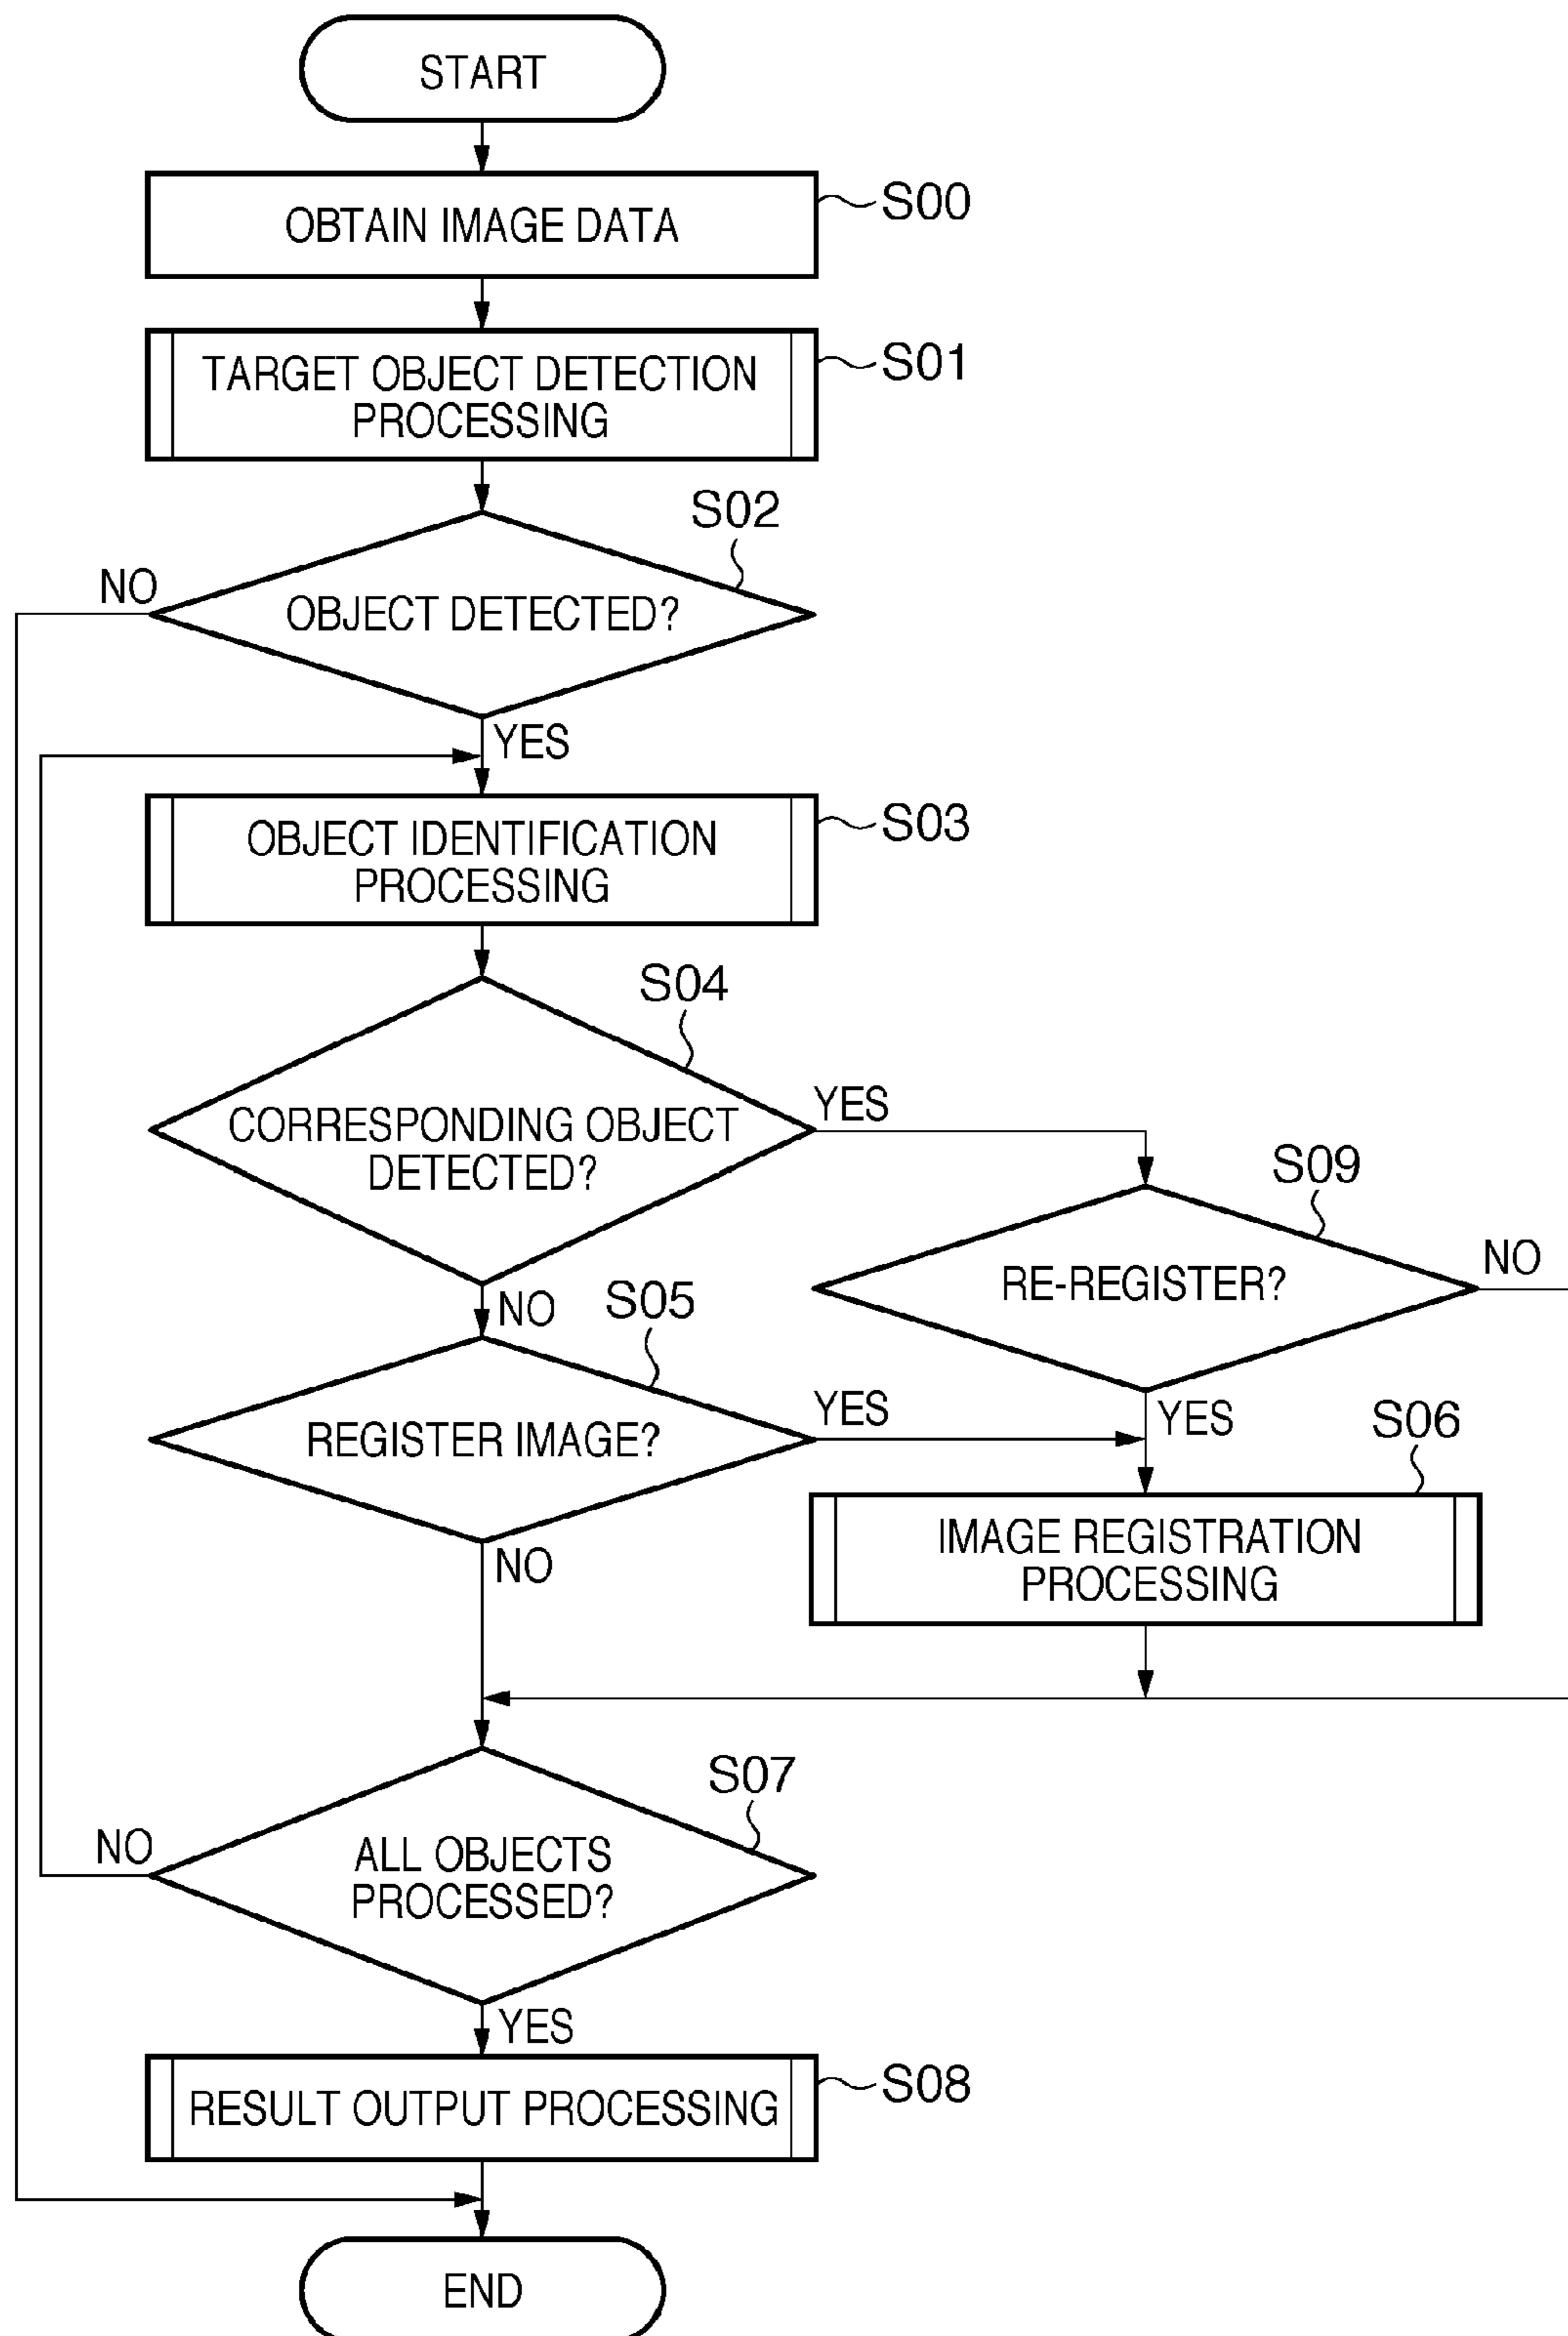 START
OBTAIN IMAGE DATA
S00
TARGET OBJECT DETECTION
PROCESSING
S01
S02
NO
OBJECT DETECTED?
YES
OBJECT IDENTIFICATION
PROCESSING
S03
S04
CORRESPONDING OBJECT
DETECTED?
YES
S09
RE-REGISTER?
NO
NO
S05
REGISTER IMAGE?
YES
YES
S06
IMAGE REGISTRATION
PROCESSING
NO
S07
NO
ALL OBJECTS
PROCESSED?
YES
RESULT OUTPUT PROCESSING
S08
END